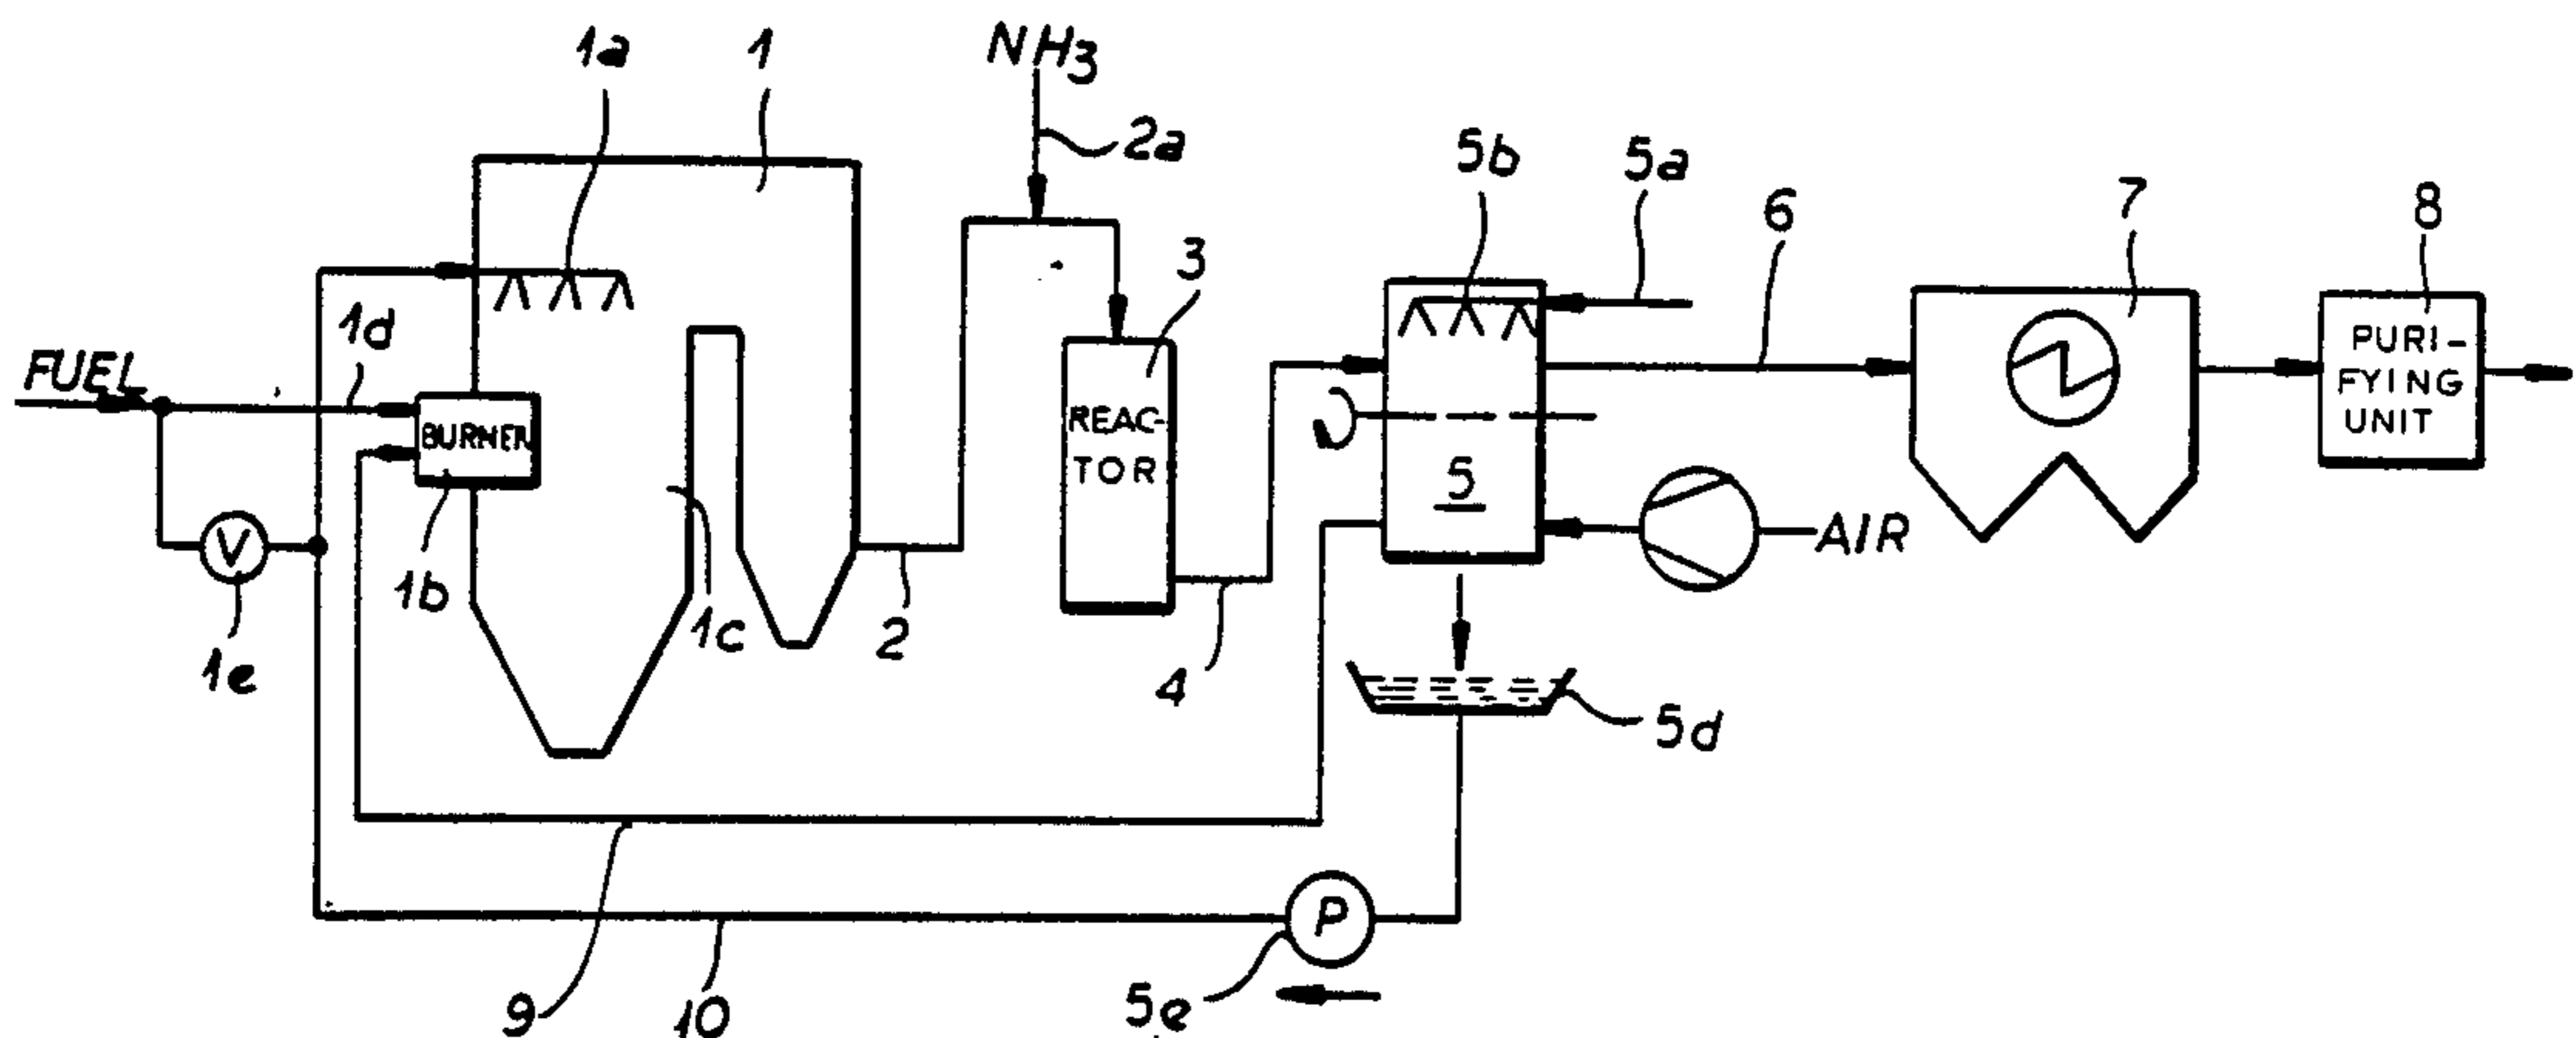 1a
1
NH3
2a
5b
5a
6
7
8
3
1d
FUEL
BURNER
REAC-
TOR
PURI-
FYING
UNIT
5
V
AIR
1b
1c
2
1e
4
5d
P
9
10
5e